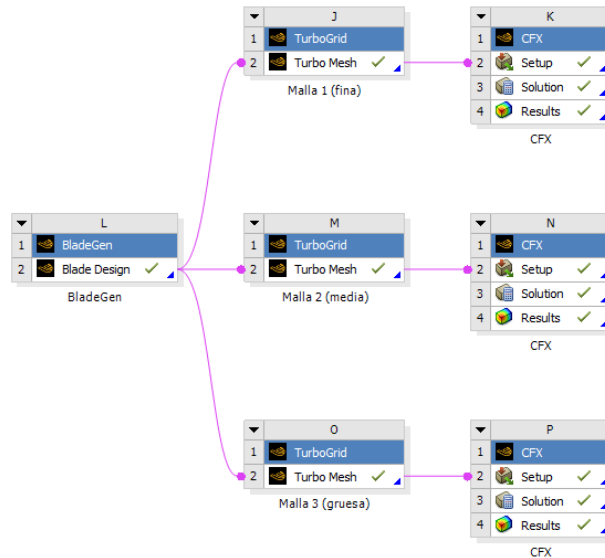 J
1 TurboGrid
2 Turbo Mesh
Malla 1 (fina)
K
1 CFX
2 Setup
3 Solution
4 Results
CFX
L
1 BladeGen
2 Blade Design
BladeGen
M
1 TurboGrid
2 Turbo Mesh
Malla 2 (media)
N
1 CFX
2 Setup
3 Solution
4 Results
CFX
O
1 TurboGrid
2 Turbo Mesh
Malla 3 (gruesa)
P
1 CFX
2 Setup
3 Solution
4 Results
CFX